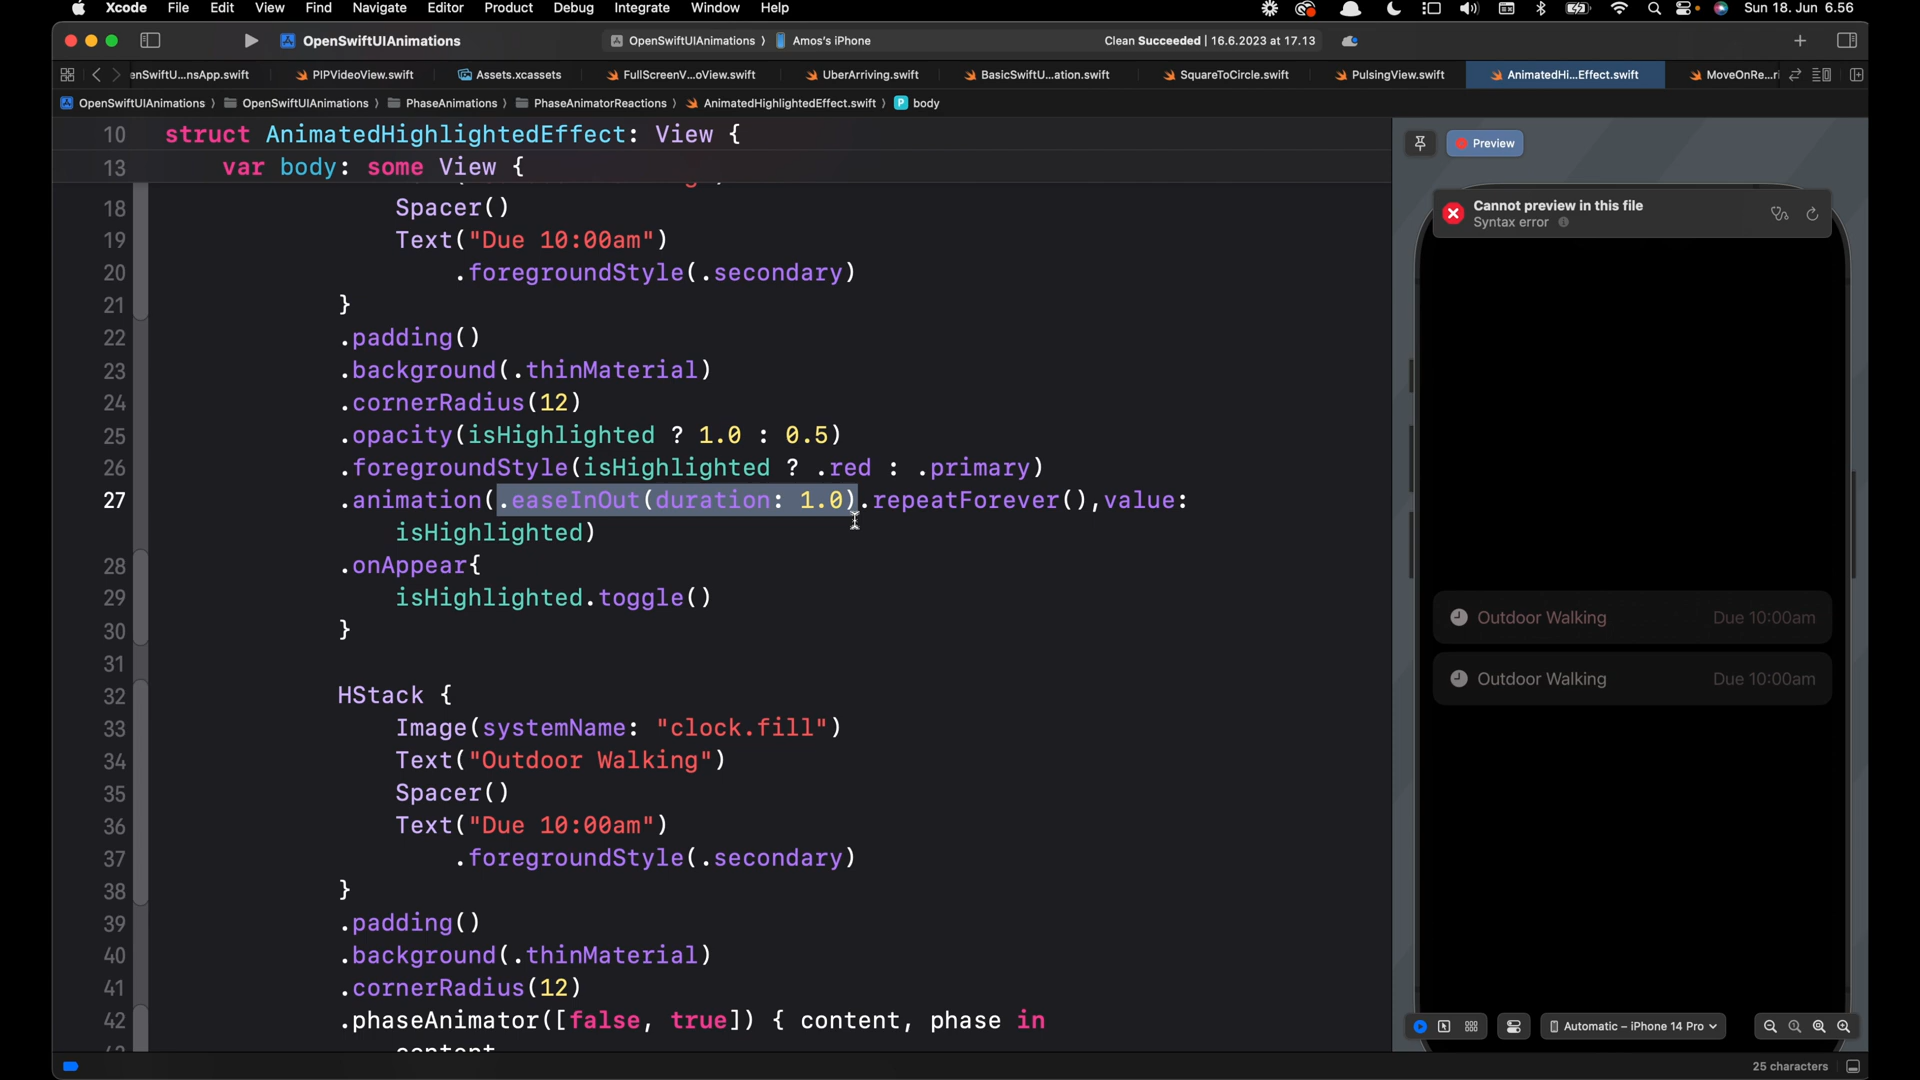 Xcode File Edit View Find Navigate Editor Product Debug Integrate Window Help Sun 18. Jun 6.56
OpenSwiftUIAnimations OpenSwiftUIAnimations 〉 Amos's iPhone Clean Succeeded | 16.6.2023 at 17.13
enSwiftU...nsApp.swift PIPVideoView.swift Assets.xcassets FullScreenV...oView.swift UberArriving.swift BasicSwiftU...ation.swift SquareToCircle.swift PulsingView.swift AnimatedHi...Effect.swift MoveOnRe...ri
OpenSwiftUIAnimations 〉 OpenSwiftUIAnimations 〉 PhaseAnimations 〉 PhaseAnimatorReactions 〉 AnimatedHighlightedEffect.swift 〉 P body
10 struct AnimatedHighlightedEffect: View {
13 var body: some View {
18 Spacer()
19 Text("Due 10:00am")
20 .foregroundStyle(.secondary)
21 }
22 .padding()
23 .background(.thinMaterial)
24 .cornerRadius(12)
25 .opacity(isHighlighted ? 1.0 : 0.5)
26 .foregroundStyle(isHighlighted ? .red : .primary)
27 .animation(.easeInOut(duration: 1.0).repeatForever(),value:
isHighlighted)
28 .onAppear{
29 isHighlighted.toggle()
30 }
31
32 HStack {
33 Image(systemName: "clock.fill")
34 Text("Outdoor Walking")
35 Spacer()
36 Text("Due 10:00am")
37 .foregroundStyle(.secondary)
38 }
39 .padding()
40 .background(.thinMaterial)
41 .cornerRadius(12)
42 .phaseAnimator([false, true]) { content, phase in
Preview
Cannot preview in this file
Syntax error
Outdoor Walking Due 10:00am
Outdoor Walking Due 10:00am
Automatic – iPhone 14 Pro
25 characters